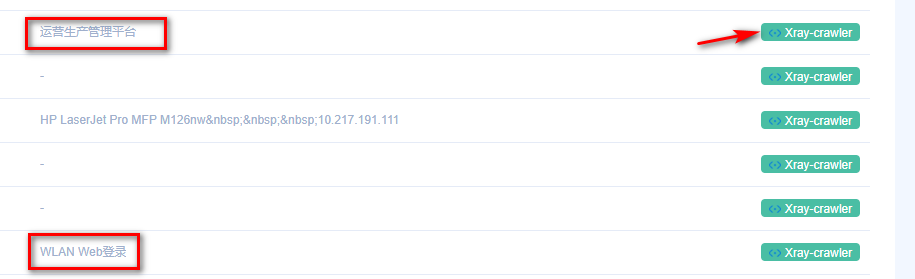 运营生产管理平台 Xray-crawler
- Xray-crawler
HP LaserJet Pro MFP M126nw&nbsp;&nbsp;&nbsp;10.217.191.111 Xray-crawler
- Xray-crawler
- Xray-crawler
WLAN Web登录 Xray-crawler